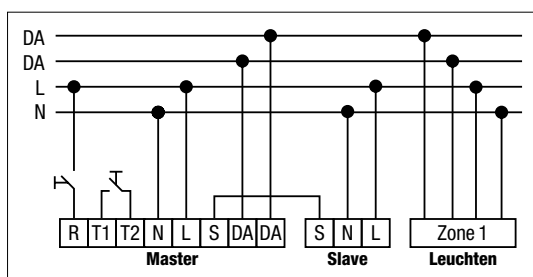 DA
DA
L
N
R T1 T2 N L S DA DA S N L Zone 1
Master Slave Leuchten